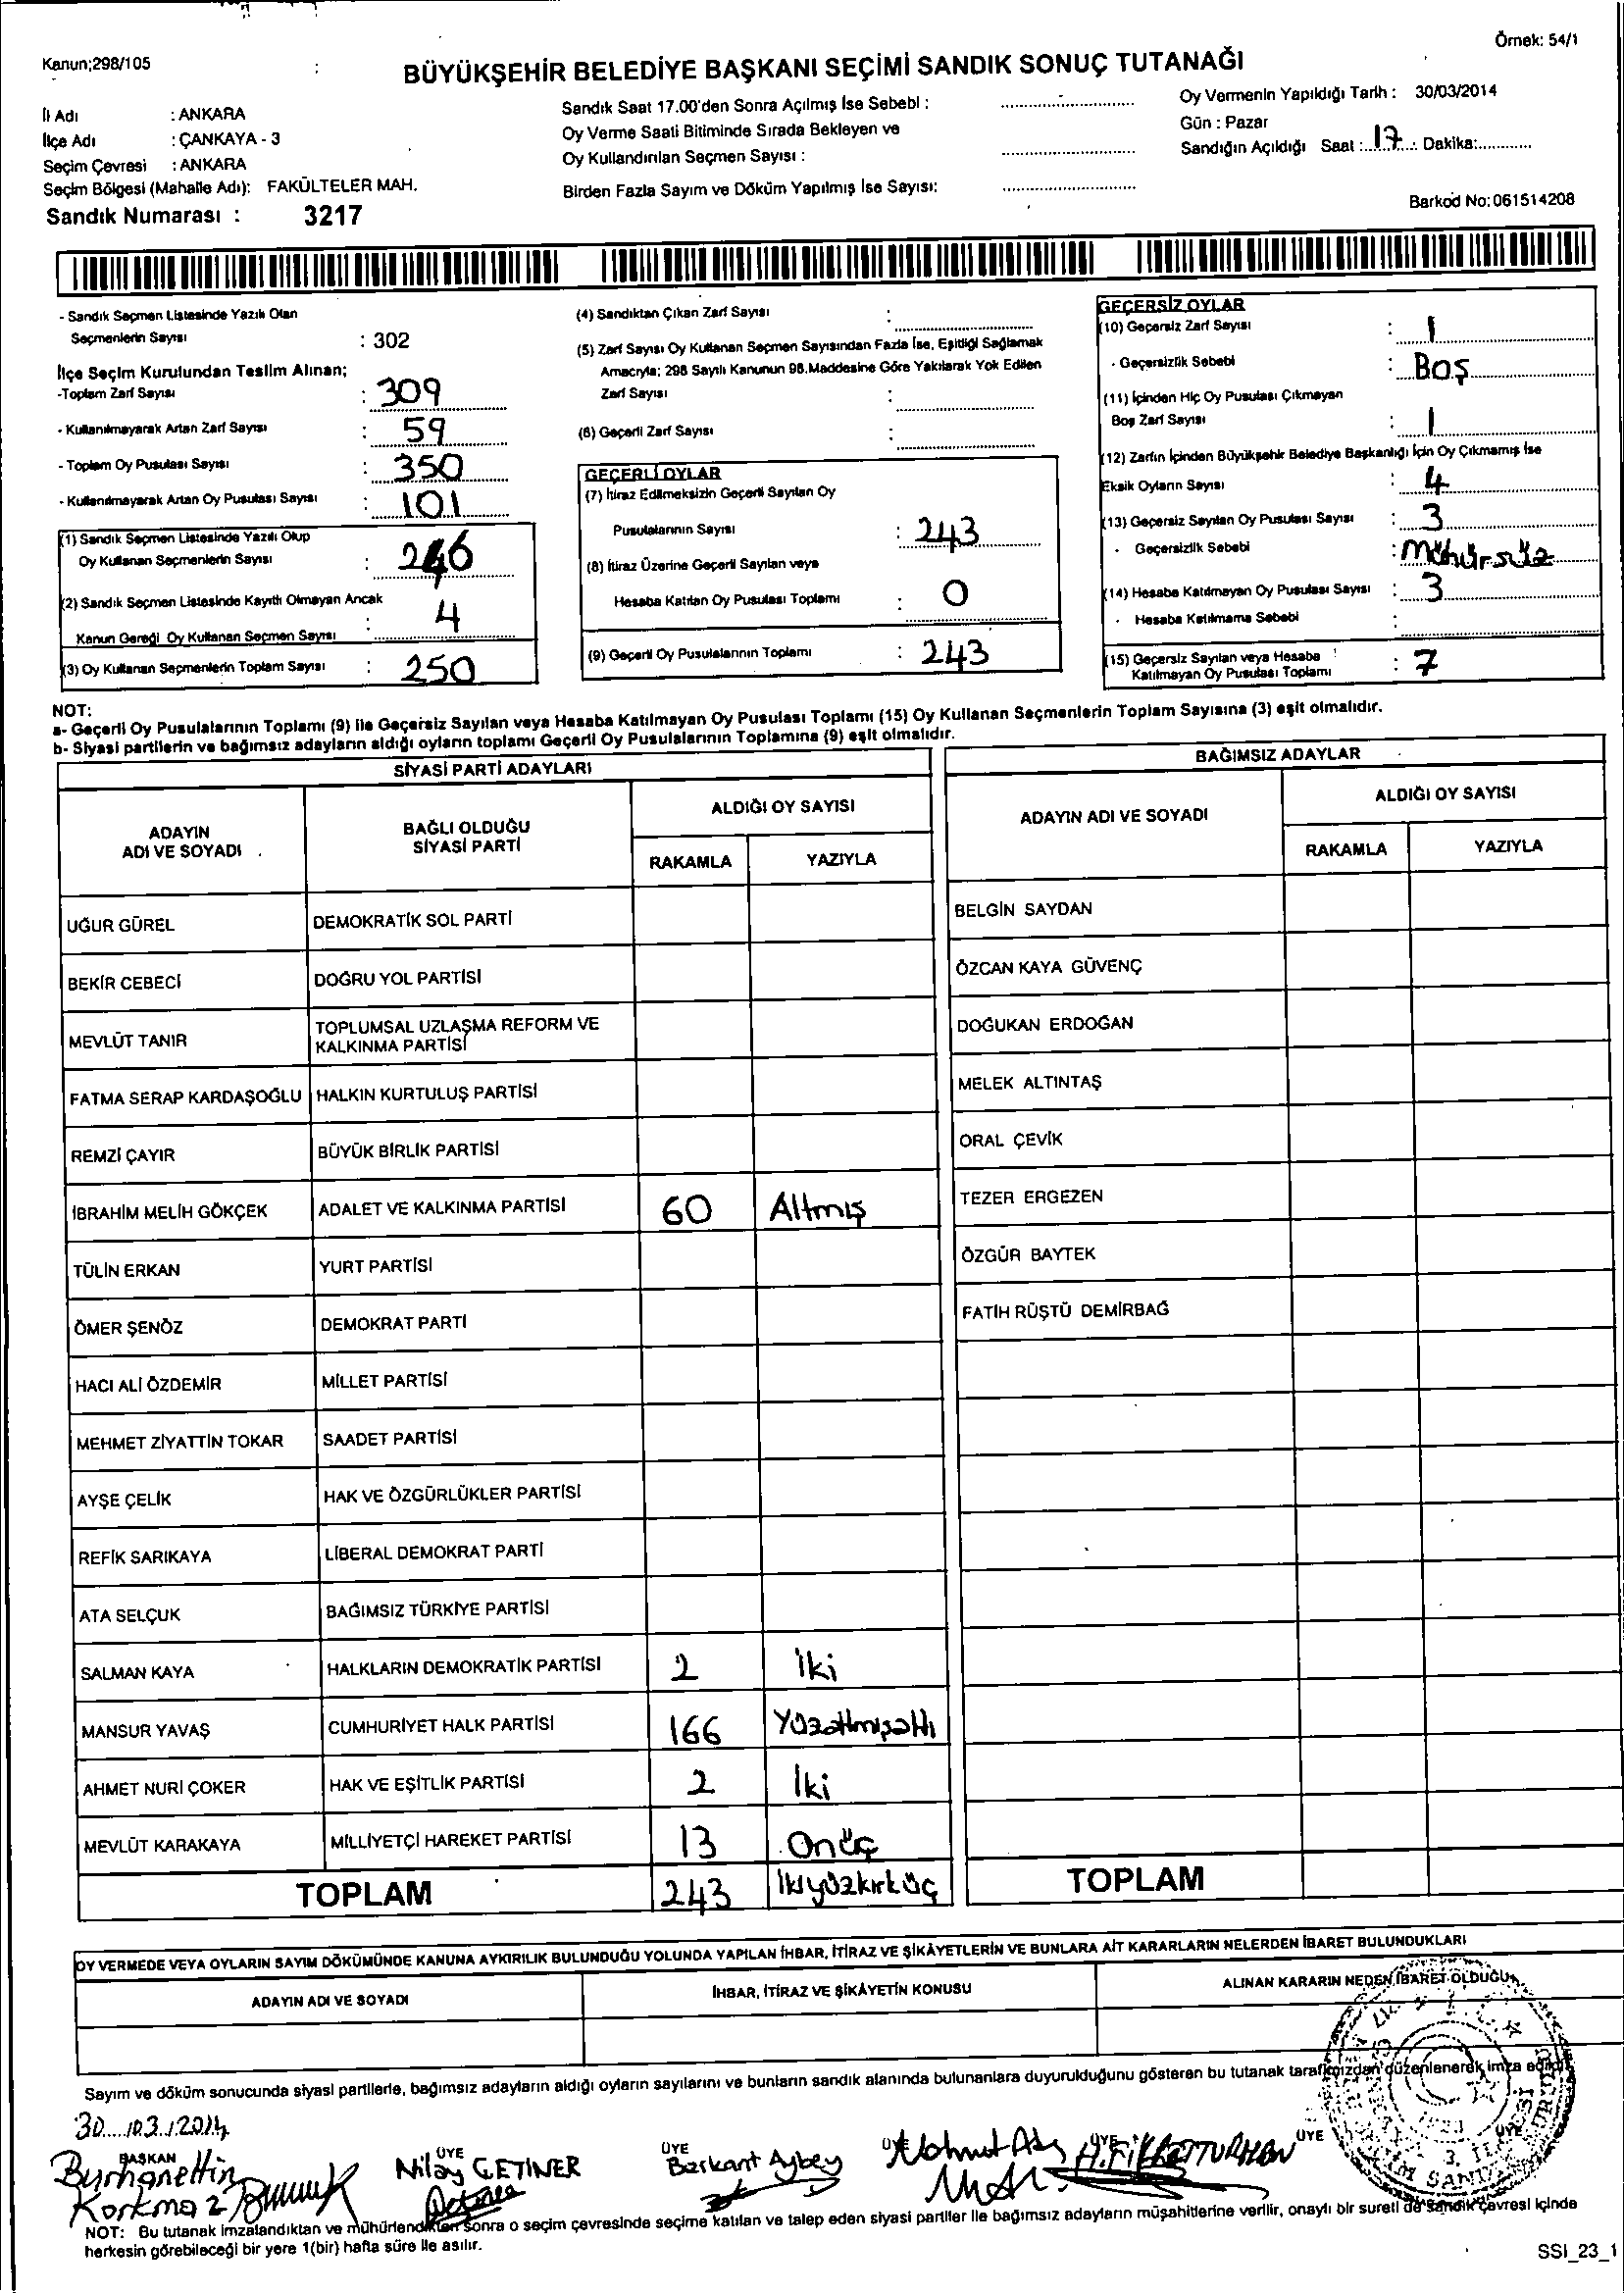 Kanun;298/105
Örnek: 54/1
BÜYÜKŞEHİR BELEDİYE BAŞKANI SEÇİMİ SANDIK SONUÇ TUTANAĞI
İl Adı : ANKARA
İlçe Adı : ÇANKAYA - 3
Seçim Çevresi : ANKARA
Seçim Bölgesi (Mahalle Adı): FAKÜLTELER MAH.
Sandık Numarası : 3217
Sandık Saat 17.00'den Sonra Açılmış İse Sebebi :
Oy Verme Saati Bitiminde Sırada Bekleyen ve
Oy Kullandırılan Seçmen Sayısı :
Birden Fazla Sayım ve Döküm Yapılmış İse Sayısı:
Oy Vermenin Yapıldığı Tarih : 30/03/2014
Gün : Pazar
Sandığın Açıldığı Saat : 17 Dakika:
Barkod No: 061514208
- Sandık Seçmen Listesinde Yazılı Olan
Seçmenlerin Sayısı : 302
İlçe Seçim Kurulundan Teslim Alınan;
-Toplam Zarf Sayısı : 309
- Kullanılmayarak Artan Zarf Sayısı : 59
- Toplam Oy Pusulası Sayısı : 350
- Kullanılmayarak Artan Oy Pusulası Sayısı : 101
(1) Sandık Seçmen Listesinde Yazılı Olup
Oy Kullanan Seçmenlerin Sayısı : 246
(2) Sandık Seçmen Listesinde Kayıtlı Olmayan Ancak
Kanun Gereği Oy Kullanan Seçmen Sayısı : 4
(3) Oy Kullanan Seçmenlerin Toplam Sayısı : 250
(4) Sandıktan Çıkan Zarf Sayısı :
(5) Zarf Sayısı Oy Kullanan Seçmen Sayısından Fazla İse, Eşitliği Sağlamak
Amacıyla; 298 Sayılı Kanunun 98.Maddesine Göre Yakılarak Yok Edilen
Zarf Sayısı :
(6) Geçerli Zarf Sayısı :
GEÇERLİ OYLAR
(7) İtiraz Edilmeksizin Geçerli Sayılan Oy
Pusulalarının Sayısı : 243
(8) İtiraz Üzerine Geçerli Sayılan veya
Hesaba Katılan Oy Pusulası Toplamı : 0
(9) Geçerli Oy Pusulalarının Toplamı : 243
GEÇERSİZ OYLAR
(10) Geçersiz Zarf Sayısı : 1
- Geçersizlik Sebebi : BOŞ
(11) İçinden Hiç Oy Pusulası Çıkmayan
Boş Zarf Sayısı : 1
(12) Zarfın İçinden Büyükşehir Belediye Başkanlığı İçin Oy Çıkmamış İse
Eksik Oyların Sayısı : 4
(13) Geçersiz Sayılan Oy Pusulası Sayısı : 3
- Geçersizlik Sebebi : Mühürsüz
(14) Hesaba Katılmayan Oy Pusulası Sayısı : 3
- Hesaba Katılmama Sebebi :
(15) Geçersiz Sayılan veya Hesaba
Katılmayan Oy Pusulası Toplamı : 7
NOT:
a- Geçerli Oy Pusulalarının Toplamı (9) ile Geçersiz Sayılan veya Hesaba Katılmayan Oy Pusulası Toplamı (15) Oy Kullanan Seçmenlerin Toplam Sayısına (3) eşit olmalıdır.
b- Siyasi partilerin ve bağımsız adayların aldığı oyların toplamı Geçerli Oy Pusulalarının Toplamına (9) eşit olmalıdır.
SİYASİ PARTİ ADAYLARI
ADAYIN
ADI VE SOYADI
BAĞLI OLDUĞU
SİYASİ PARTİ
ALDIĞI OY SAYISI
RAKAMLA YAZIYLA
UĞUR GÜREL DEMOKRATİK SOL PARTİ
BEKİR CEBECİ DOĞRU YOL PARTİSİ
MEVLÜT TANIR TOPLUMSAL UZLAŞMA REFORM VE
KALKINMA PARTİSİ
FATMA SERAP KARDAŞOĞLU HALKIN KURTULUŞ PARTİSİ
REMZİ ÇAYIR BÜYÜK BİRLİK PARTİSİ
İBRAHİM MELİH GÖKÇEK ADALET VE KALKINMA PARTİSİ 60 Altmış
TÜLİN ERKAN YURT PARTİSİ
ÖMER ŞENÖZ DEMOKRAT PARTİ
HACI ALİ ÖZDEMİR MİLLET PARTİSİ
MEHMET ZİYATTİN TOKAR SAADET PARTİSİ
AYŞE ÇELİK HAK VE ÖZGÜRLÜKLER PARTİSİ
REFİK SARIKAYA LİBERAL DEMOKRAT PARTİ
ATA SELÇUK BAĞIMSIZ TÜRKİYE PARTİSİ
SALMAN KAYA HALKLARIN DEMOKRATİK PARTİSİ 2 İki
MANSUR YAVAŞ CUMHURİYET HALK PARTİSİ 166 Yüzatmışaltı
AHMET NURİ ÇOKER HAK VE EŞİTLİK PARTİSİ 2 İki
MEVLÜT KARAKAYA MİLLİYETÇİ HAREKET PARTİSİ 13 Onüç
TOPLAM 243 İkiyüzkırküç
BAĞIMSIZ ADAYLAR
ADAYIN ADI VE SOYADI
ALDIĞI OY SAYISI
RAKAMLA YAZIYLA
BELGİN SAYDAN
ÖZCAN KAYA GÜVENÇ
DOĞUKAN ERDOĞAN
MELEK ALTINTAŞ
ORAL ÇEVİK
TEZER ERGEZEN
ÖZGÜR BAYTEK
FATİH RÜŞTÜ DEMİRBAĞ
TOPLAM
OY VERMEDE VEYA OYLARIN SAYIM DÖKÜMÜNDE KANUNA AYKIRILIK BULUNDUĞU YOLUNDA YAPILAN İHBAR, İTİRAZ VE ŞİKÂYETLERİN VE BUNLARA AİT KARARLARIN NELERDEN İBARET BULUNDUKLARI
ADAYIN ADI VE SOYADI
İHBAR, İTİRAZ VE ŞİKÂYETİN KONUSU
ALINAN KARARIN NEDEN İBARET OLDUĞU
Sayım ve döküm sonucunda siyasi partilerle, bağımsız adayların aldığı oyların sayılarını ve bunların sandık alanında bulunanlara duyurulduğunu gösteren bu tutanak tarafımızdan düzenlenerek imza edildi.
30/03/2014
BAŞKAN ÜYE ÜYE ÜYE ÜYE ÜYE ÜYE
Burhanettin Korkmaz
Nilay ÇETİNER
Berkant Aybey
H.FİKRET TURHAN
NOT: Bu tutanak imzalandıktan ve mühürlendikten sonra o seçim çevresinde seçime katılan ve talep eden siyasi partiler ile bağımsız adayların müşahitlerine verilir, onaylı bir sureti de sandık çevresi içinde
herkesin görebileceği bir yere 1(bir) hafta süre ile asılır.
SSI_23_1